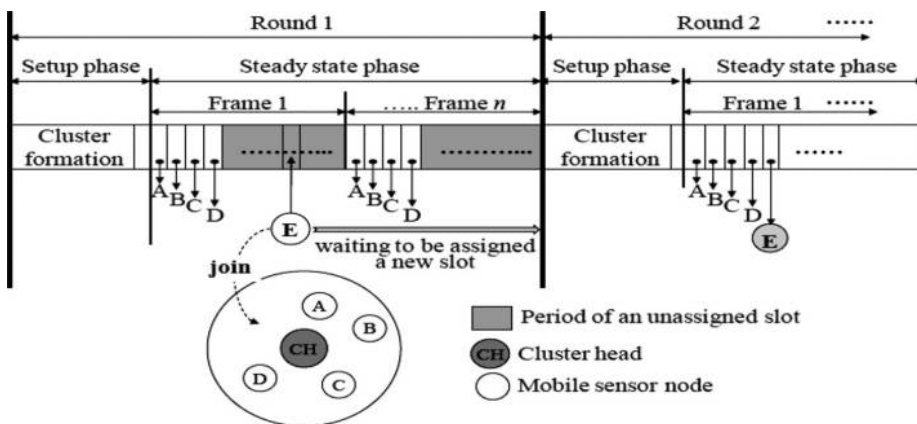 Round 1
Round 2 ......
Setup phase
Steady state phase
Setup phase
Steady state phase
Frame 1
..... Frame n
Frame 1 ......
Cluster formation
............
............
Cluster formation
......
A
B
C
D
A
B
C
D
A
B
C
D
E
E
waiting to be assigned
a new slot
join
A
B
CH
D
C
Period of an unassigned slot
CH Cluster head
Mobile sensor node